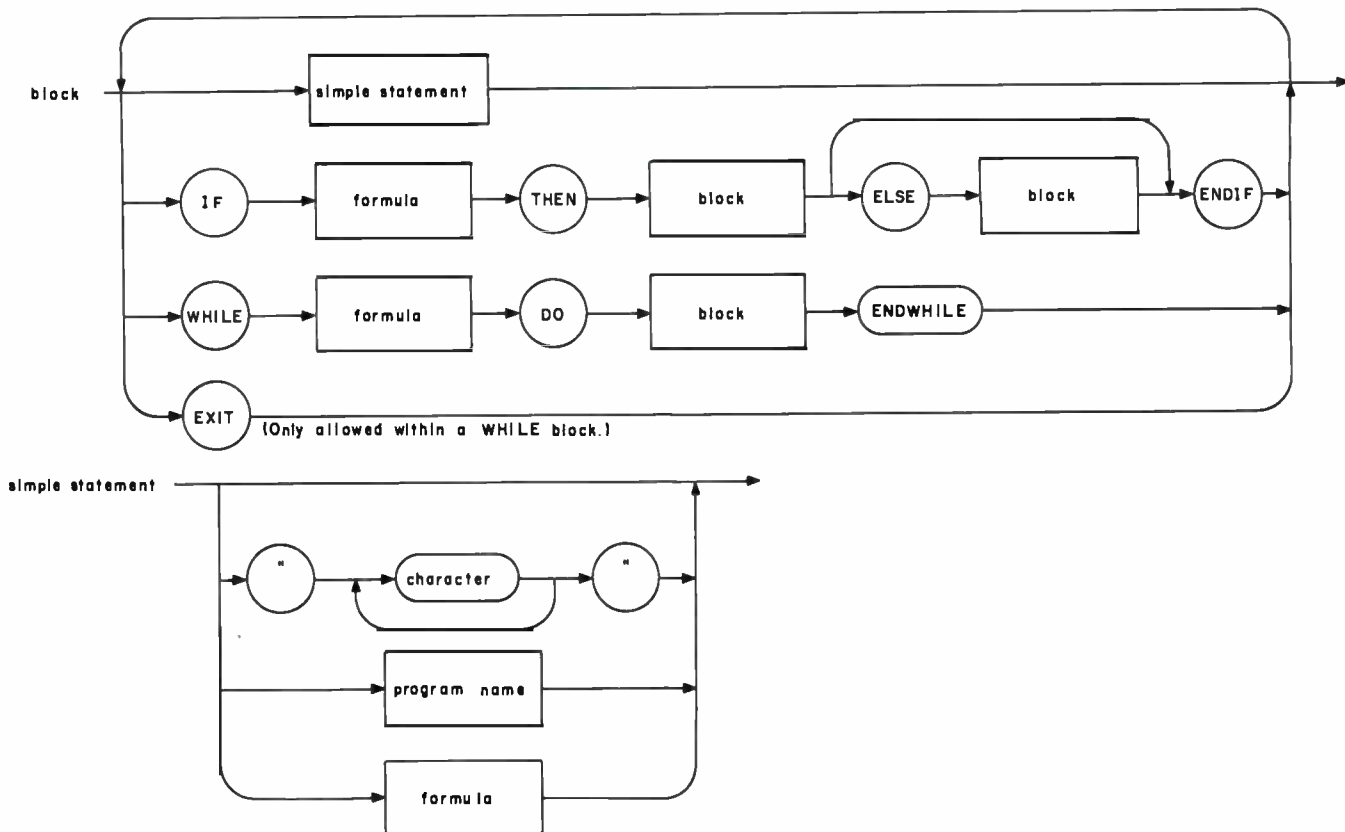 block
simple statement
IF formula THEN block ELSE block ENDIF
WHILE formula DO block ENDWHILE
EXIT
(Only allowed within a WHILE block.)
simple statement
" character "
program name
formula